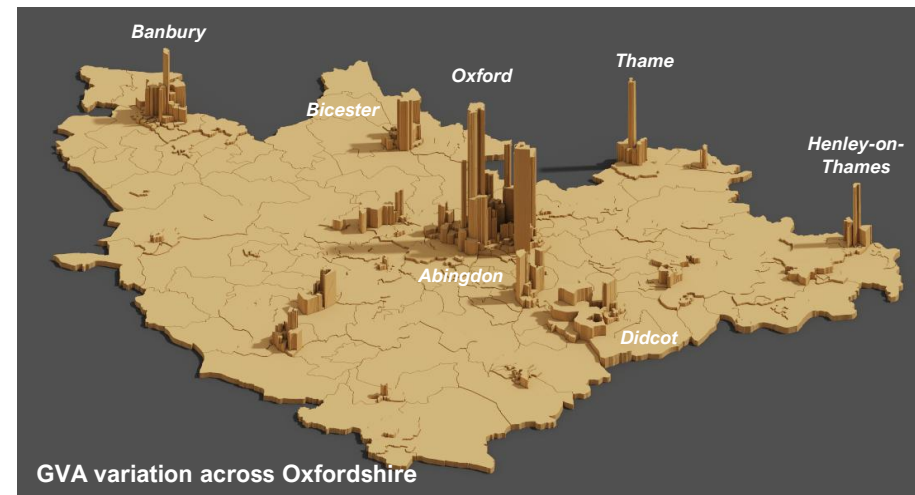 Banbury
Thame
Oxford
Bicester
Henley-on-
Thames
Abingdon
Didcot
GVA variation across Oxfordshire